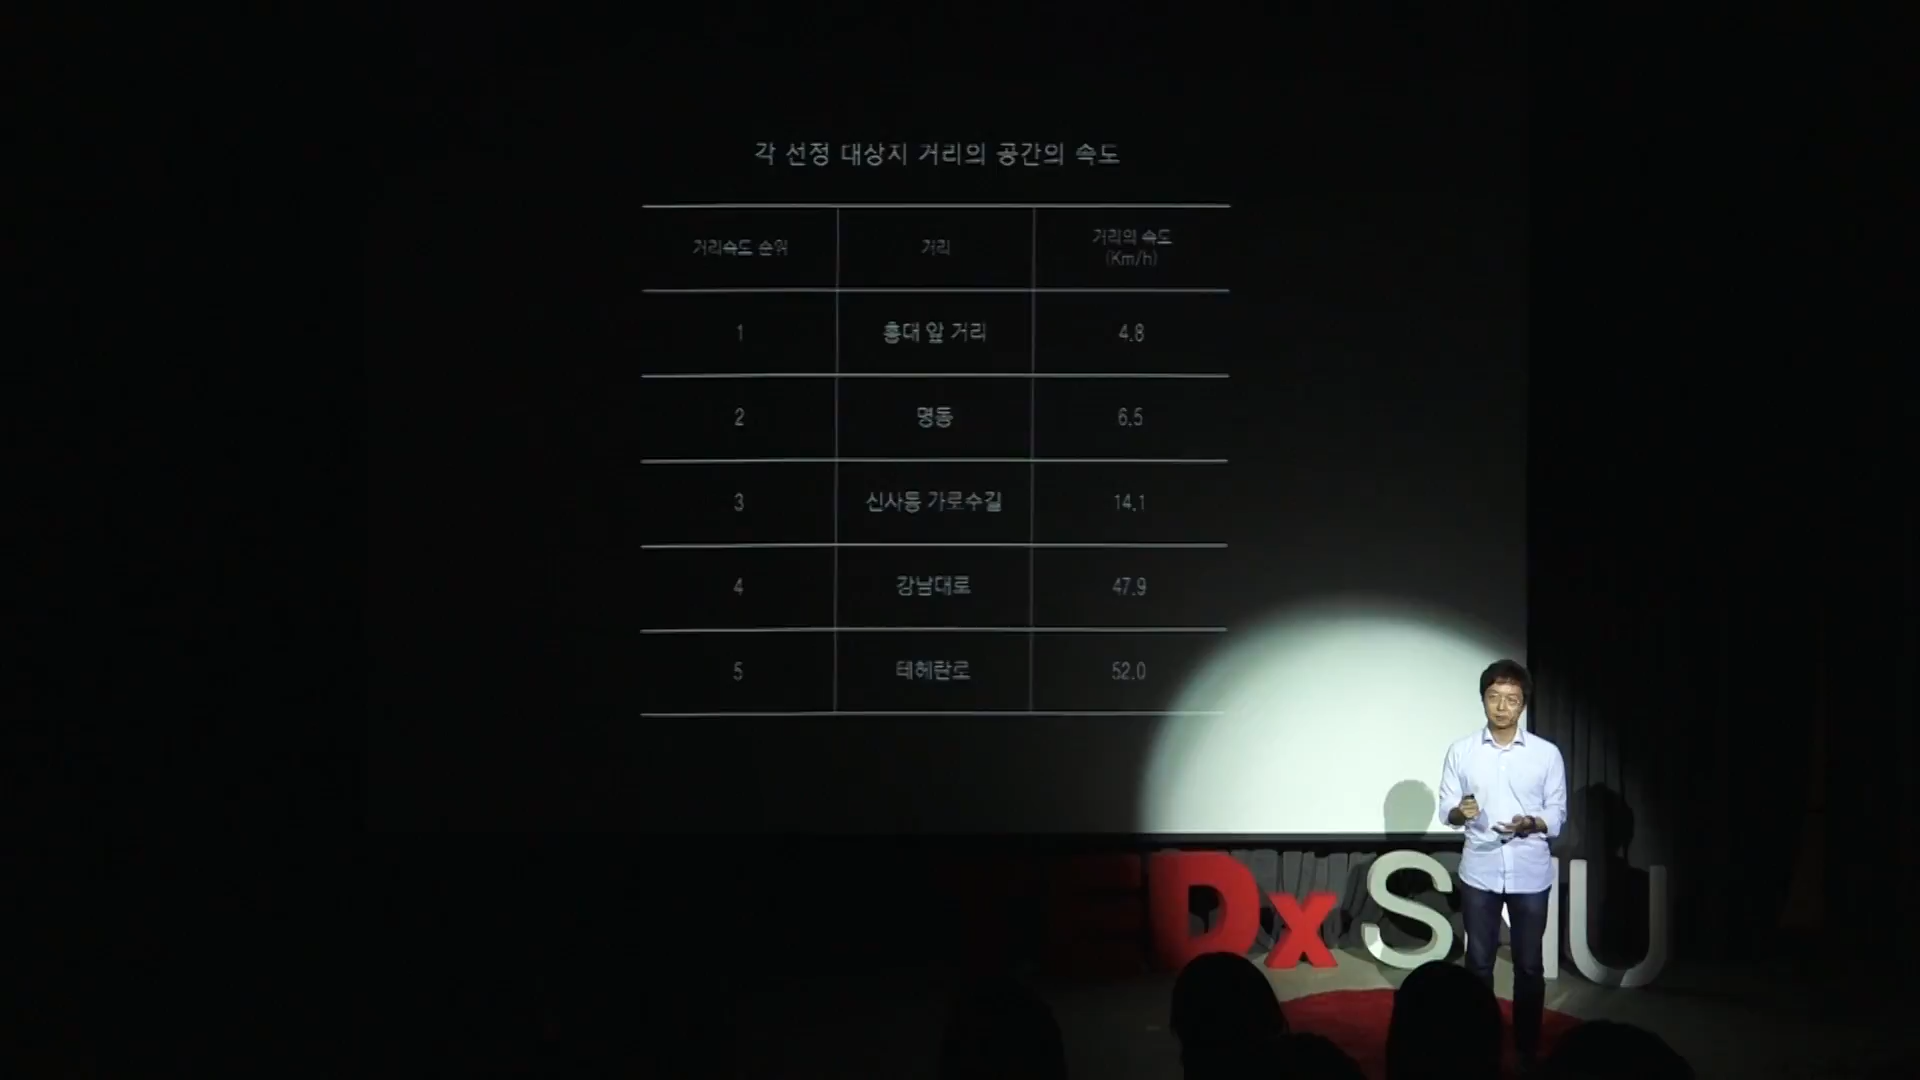 각 선정 대상지 거리의 공간의 속도
거리속도 순위
거리
거리의 속도
(Km/h)
1
홍대 앞 거리
4.8
2
명동
6.5
3
신사동 가로수길
14.1
4
강남대로
47.9
5
테헤란로
52.0
EDxS U